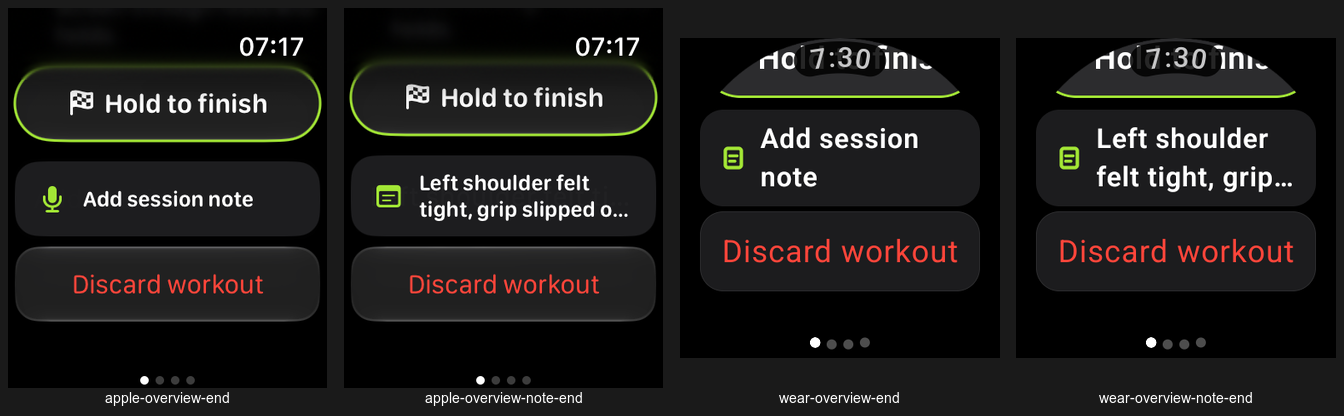 07:17
Hold to finish
Add session note
Discard workout
apple-overview-end
07:17
Hold to finish
Left shoulder felt
tight, grip slipped o...
Discard workout
apple-overview-note-end
7:30
Add session
note
Discard workout
wear-overview-end
7:30
Left shoulder
felt tight, grip...
Discard workout
wear-overview-note-end